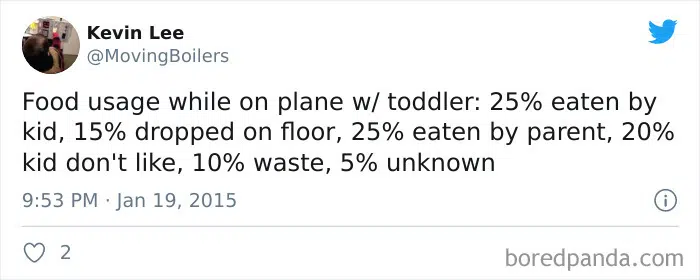 Kevin Lee
@MovingBoilers
Food usage while on plane w/ toddler: 25% eaten by
kid, 15% dropped on floor, 25% eaten by parent, 20%
kid don't like, 10% waste, 5% unknown
9:53 PM · Jan 19, 2015
2
boredpanda.com